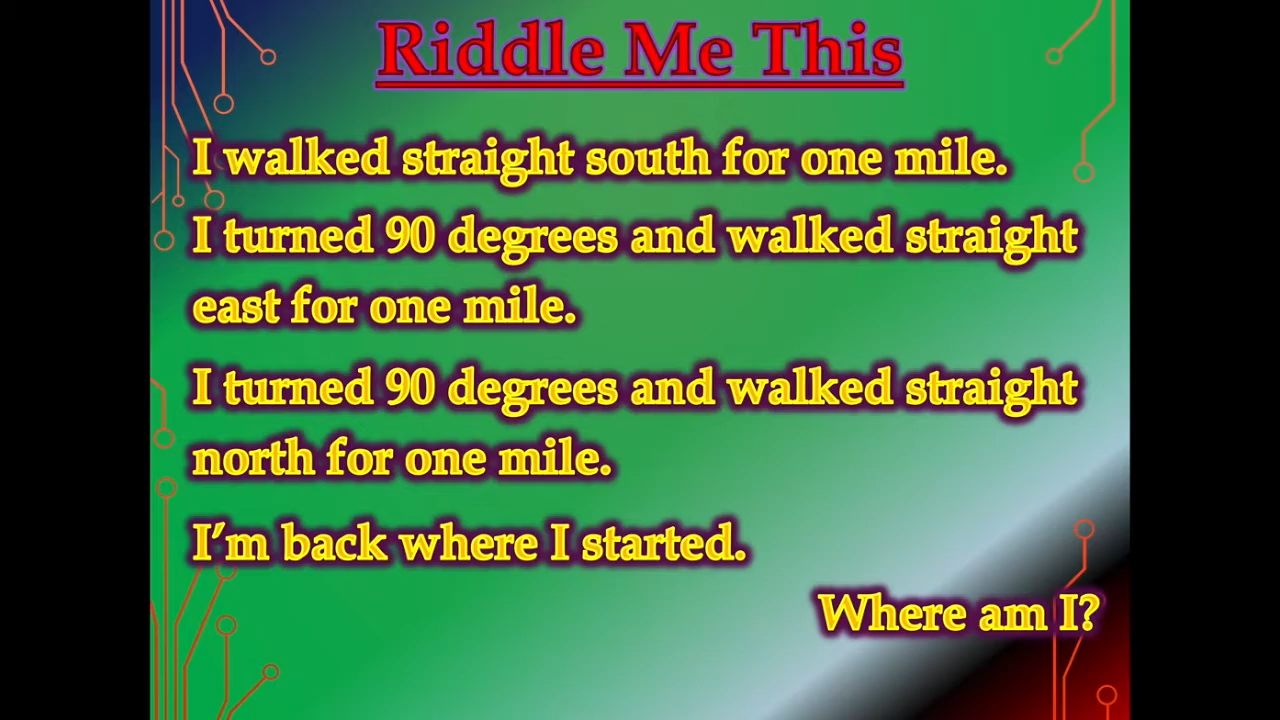 Riddle Me This
I walked straight south for one mile.
I turned 90 degrees and walked straight
east for one mile.
I turned 90 degrees and walked straight
north for one mile.
I’m back where I started.
Where am I?